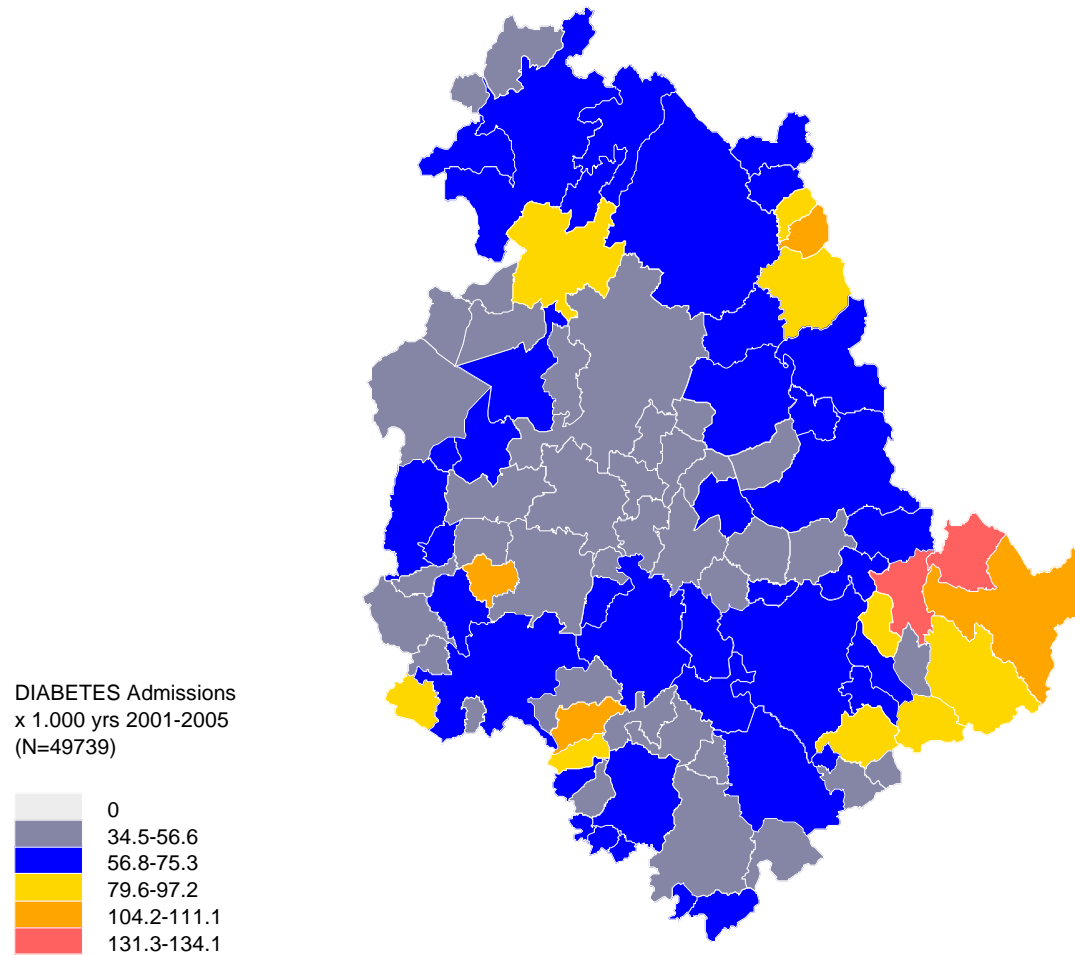 DIABETES Admissions
x 1.000 yrs 2001-2005
(N=49739)
0
34.5-56.6
56.8-75.3
79.6-97.2
104.2-111.1
131.3-134.1